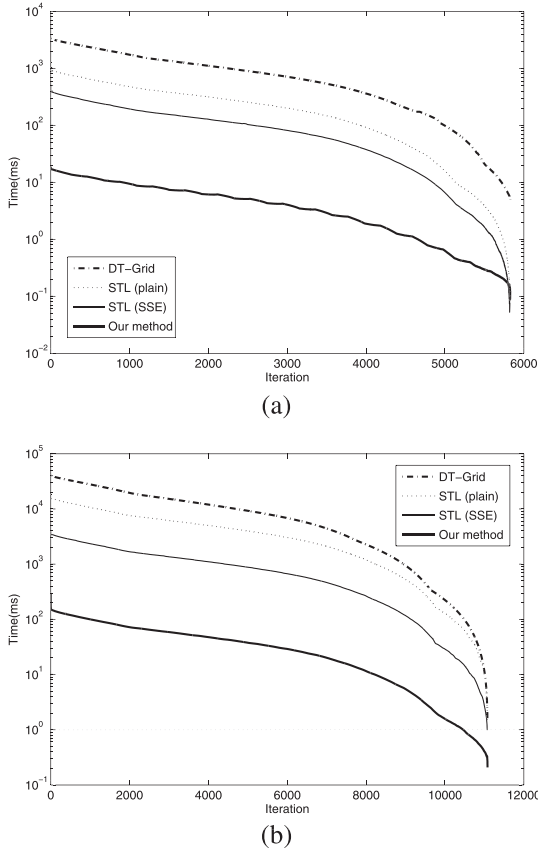 10^4
10^3
10^2
10^1
10^0
10^-1
10^-2
Time(ms)
DT-Grid
STL (plain)
STL (SSE)
Our method
0 1000 2000 3000 4000 5000 6000
Iteration
(a)
10^5
10^4
10^3
10^2
10^1
10^0
10^-1
Time(ms)
DT-Grid
STL (plain)
STL (SSE)
Our method
0 2000 4000 6000 8000 10000 12000
Iteration
(b)